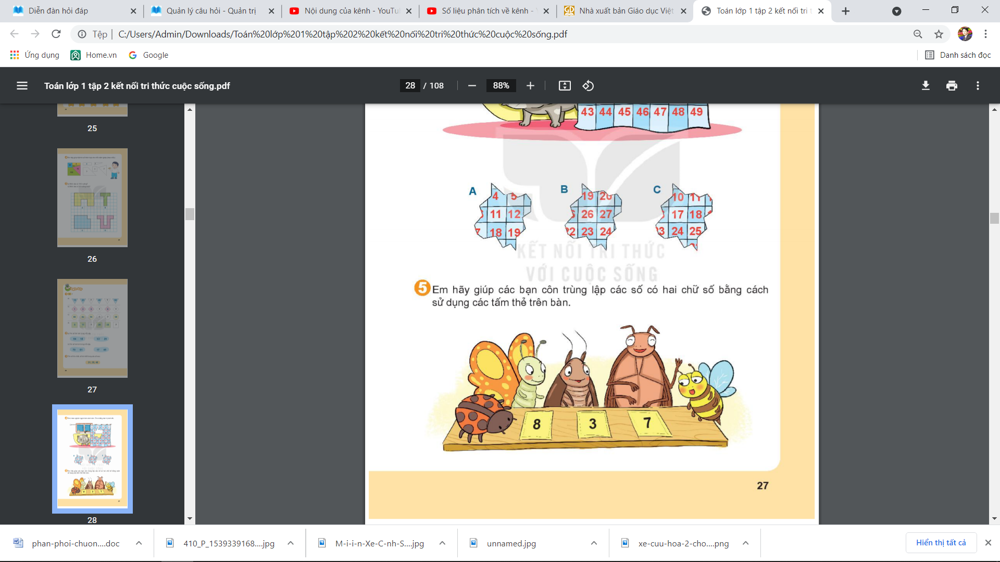 Diễn đàn hỏi đáp
Quản lý câu hỏi - Quản trị
Nội dung của kênh - YouTu
Số liệu phân tích về kênh -
Nhà xuất bản Giáo dục Việt
Toán lớp 1 tập 2 kết nối tri
Tệp
C:/Users/Admin/Downloads/Toán%20lớp%201%20tập%202%20kết%20nối%20tri%20thức%20cuộc%20sống.pdf
Ứng dụng
Home.vn
Google
Danh sách đọc
Toán lớp 1 tập 2 kết nối tri thức cuộc sống.pdf
28 / 108
88%
25
26
27
28
43 44 45 46 47 48 49
A
4 5
11 12
7 18 19
B
19 20
26 27
22 23 24
C
10 11
17 18
23 24 25
KẾT NỐI TRI THỨC
VỚI CUỘC SỐNG
5 Em hãy giúp các bạn côn trùng lập các số có hai chữ số bằng cách
sử dụng các tấm thẻ trên bàn.
8 3 7
27
phan-phoi-chuon....doc
410_P_1539339168....jpg
M-i-i-n-Xe-C-nh-S....jpg
unnamed.jpg
xe-cuu-hoa-2-cho....png
Hiển thị tất cả